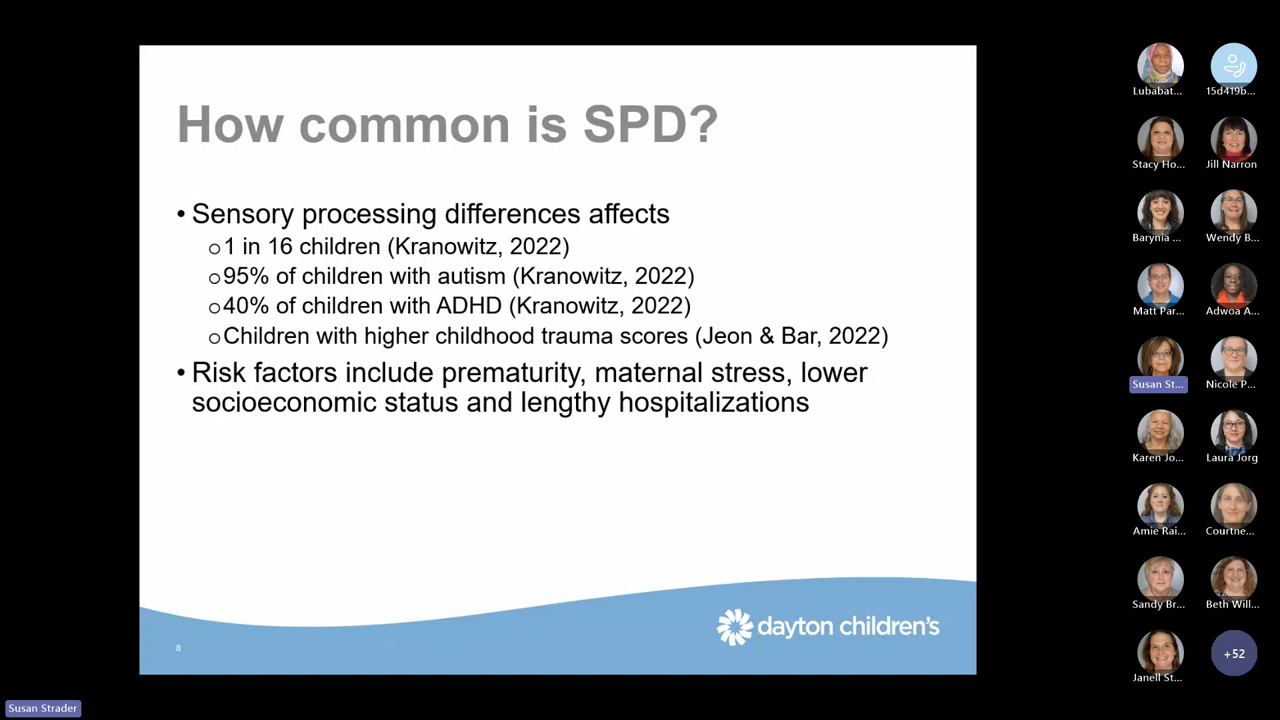 How common is SPD?
• Sensory processing differences affects
o 1 in 16 children (Kranowitz, 2022)
o 95% of children with autism (Kranowitz, 2022)
o 40% of children with ADHD (Kranowitz, 2022)
o Children with higher childhood trauma scores (Jeon & Bar, 2022)
• Risk factors include prematurity, maternal stress, lower
socioeconomic status and lengthy hospitalizations
8
dayton children's
Lubabat...
15d419b...
Stacy Ho...
Jill Narron
Barynia ...
Wendy B...
Matt Par...
Adwoa A...
Susan St...
Nicole P...
Karen Jo...
Laura Jorg
Amie Rai...
Courtne...
Sandy Br...
Beth Will...
Janell St...
+52
Susan Strader